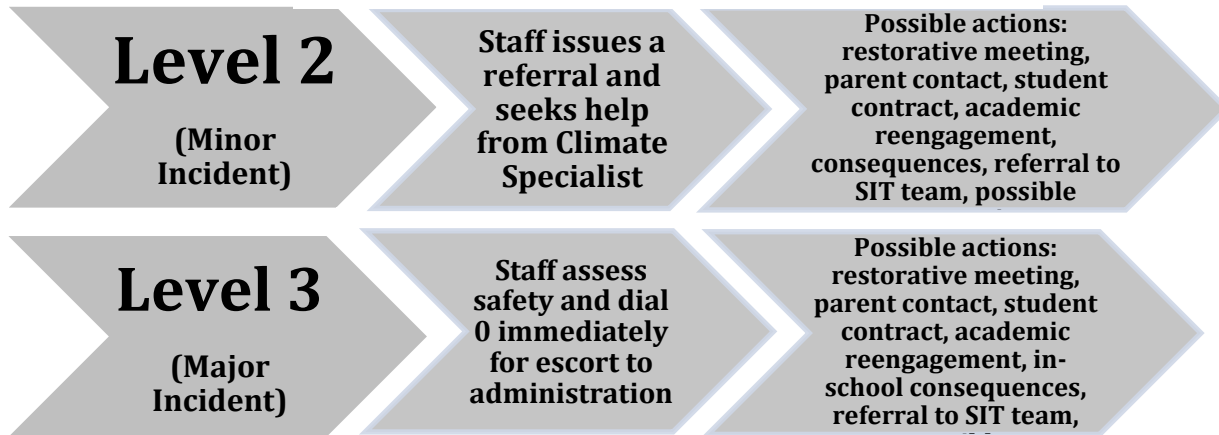 Level 2
(Minor
Incident)
Staff issues a
referral and
seeks help
from Climate
Specialist
Possible actions:
restorative meeting,
parent contact, student
contract, academic
reengagement,
consequences, referral to
SIT team, possible
Level 3
(Major
Incident)
Staff assess
safety and dial
0 immediately
for escort to
administration
Possible actions:
restorative meeting,
parent contact, student
contract, academic
reengagement, in-
school consequences,
referral to SIT team,